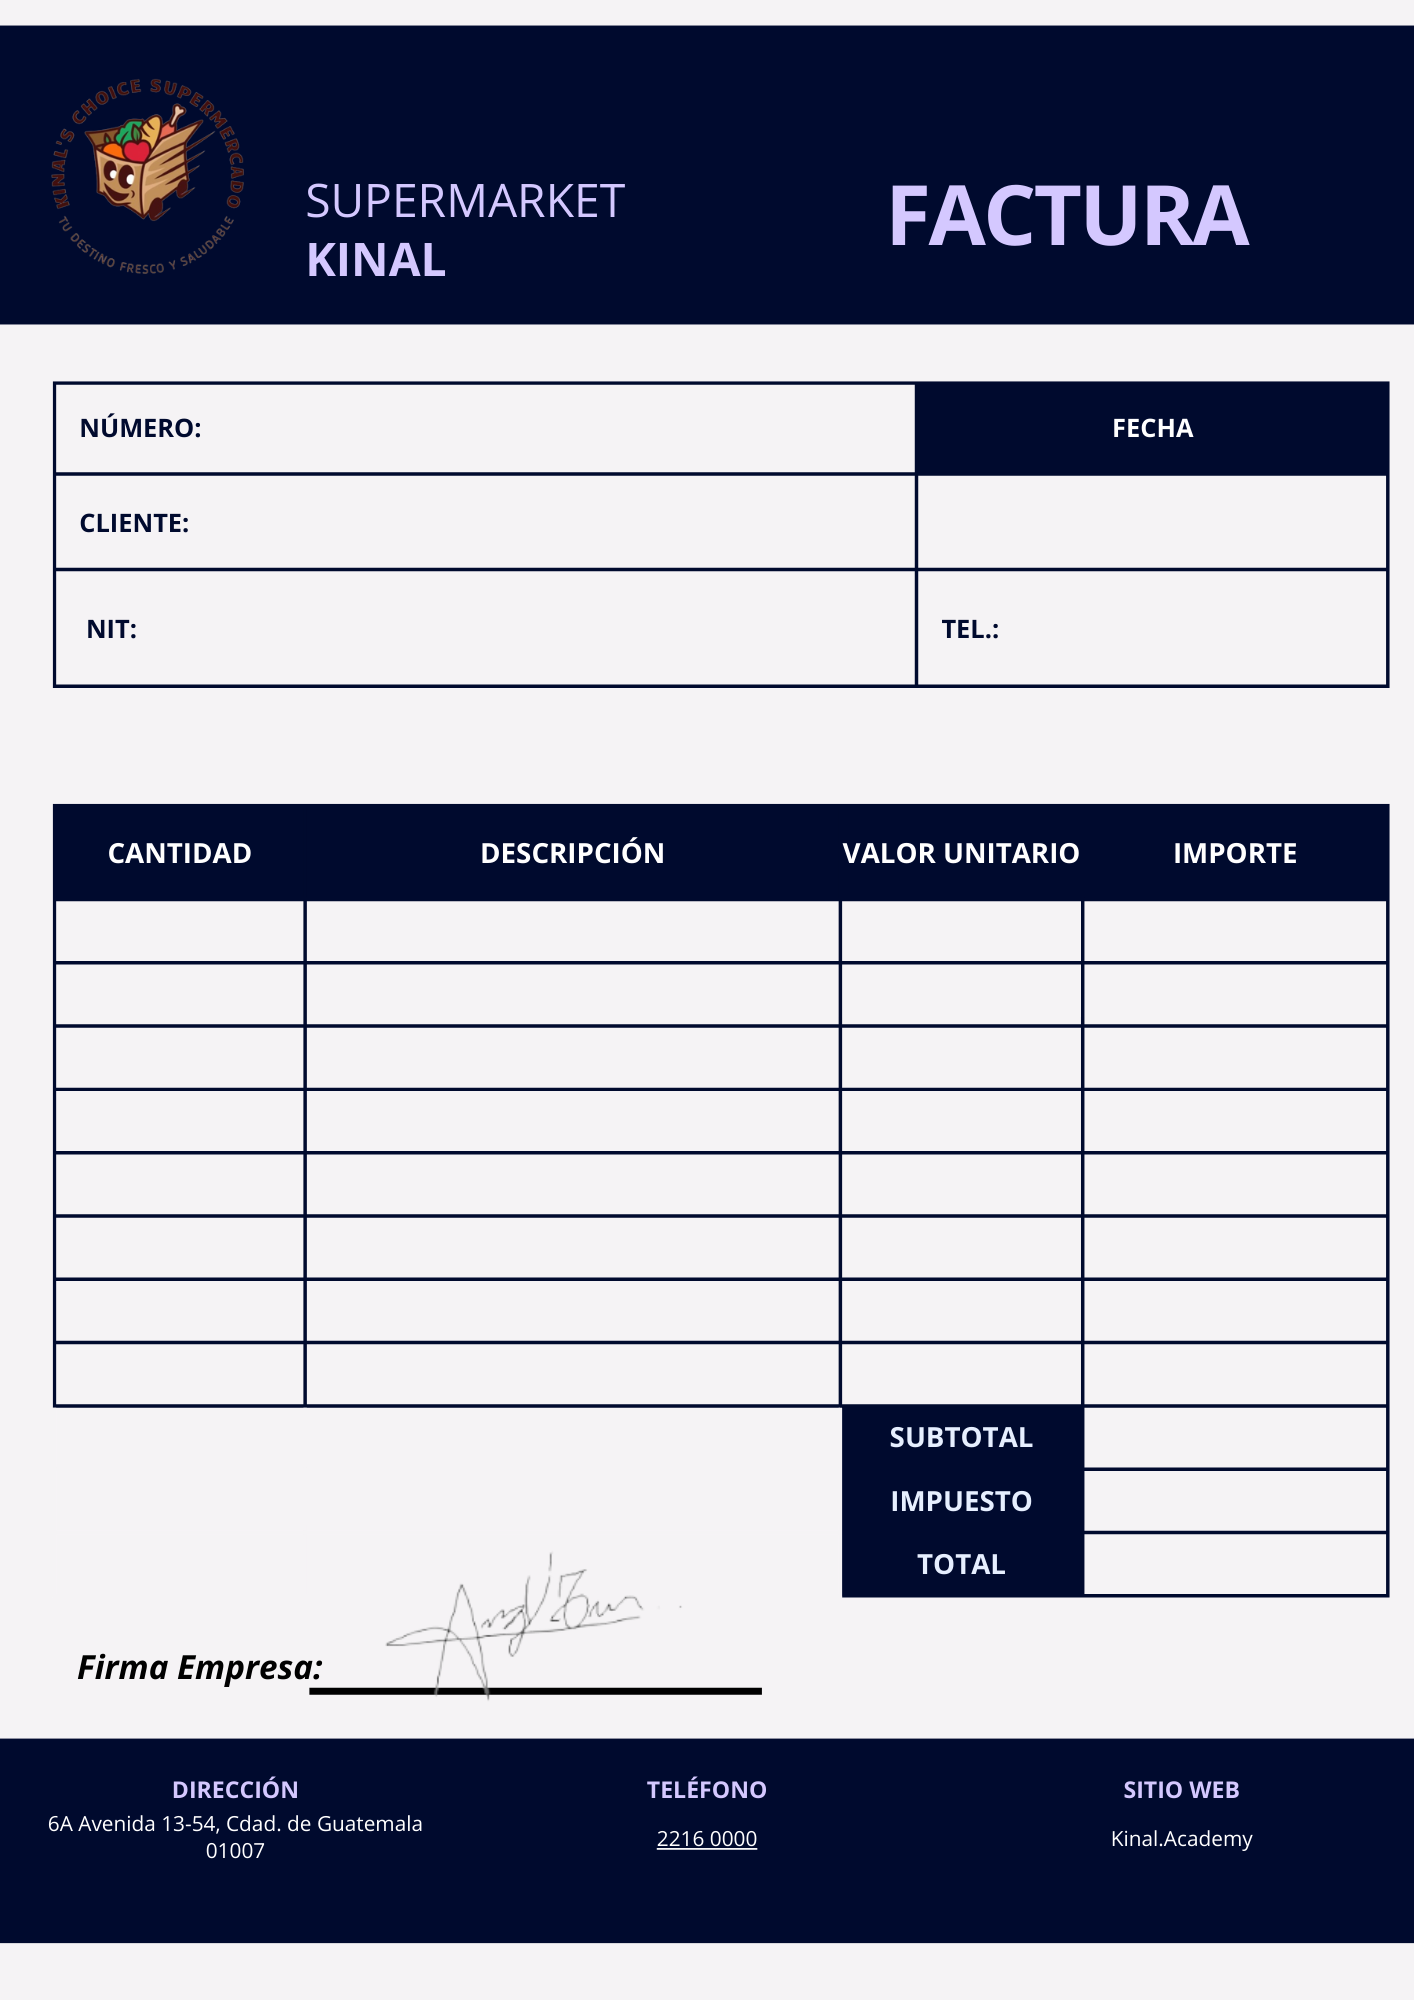 KINAL'S CHOICE SUPERMERCADO
TU DESTINO FRESCO Y SALUDABLE
SUPERMARKET
KINAL
FACTURA
NÚMERO:
FECHA
CLIENTE:
NIT:
TEL.:
CANTIDAD DESCRIPCIÓN VALOR UNITARIO IMPORTE
SUBTOTAL
IMPUESTO
TOTAL
Firma Empresa:
DIRECCIÓN
6A Avenida 13-54, Cdad. de Guatemala
01007
TELÉFONO
2216 0000
SITIO WEB
Kinal.Academy